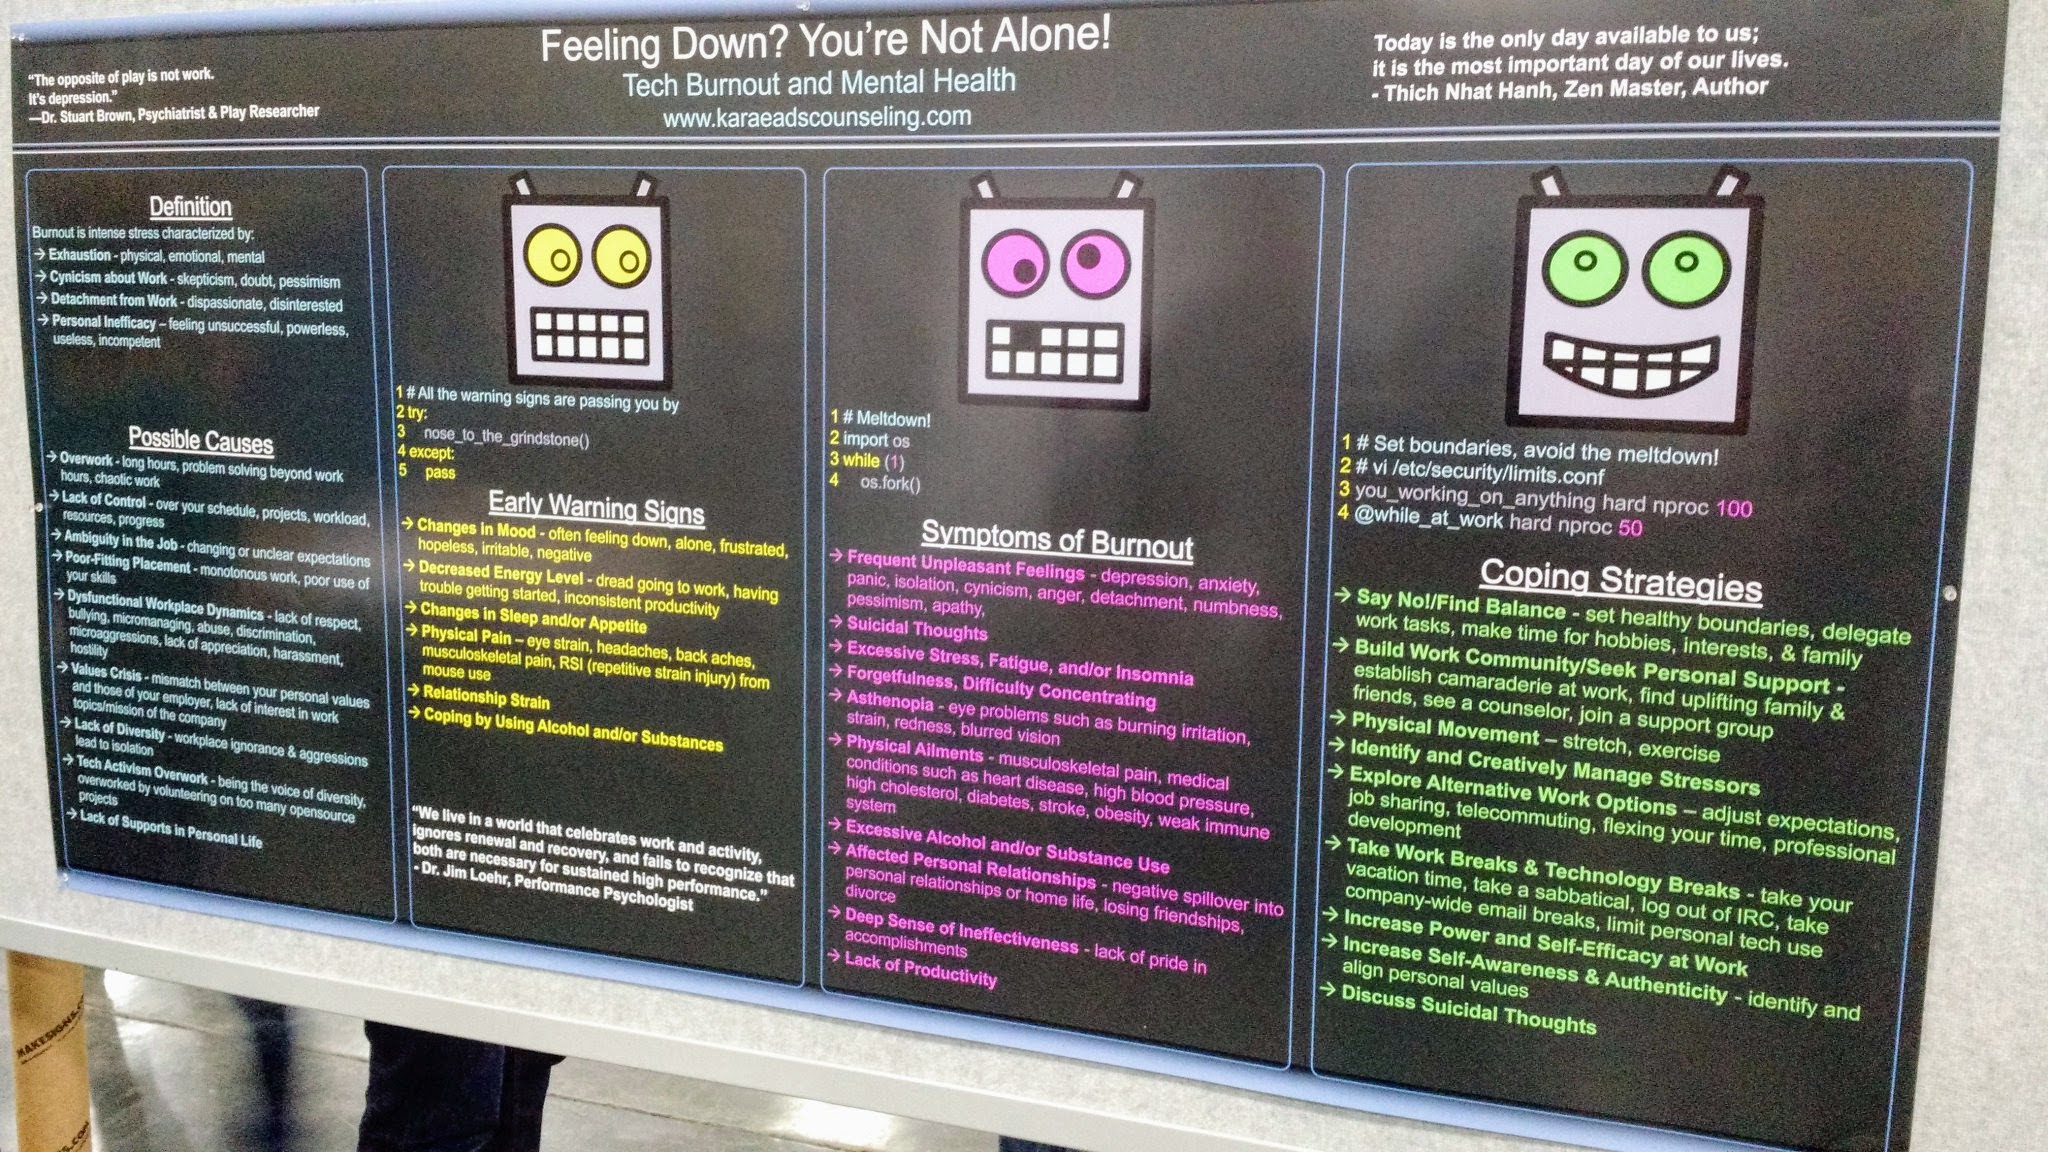 Feeling Down? You're Not Alone!
Tech Burnout and Mental Health
www.karaeadscounseling.com
"The opposite of play is not work.
It's depression."
—Dr. Stuart Brown, Psychiatrist & Play Researcher
Today is the only day available to us;
it is the most important day of our lives.
- Thich Nhat Hanh, Zen Master, Author
Definition
Burnout is intense stress characterized by:
→ Exhaustion - physical, emotional, mental
→ Cynicism about Work - skepticism, doubt, pessimism
→ Detachment from Work - dispassionate, disinterested
→ Personal Inefficacy – feeling unsuccessful, powerless,
useless, incompetent
Possible Causes
→ Overwork - long hours, problem solving beyond work
hours, chaotic work
→ Lack of Control - over your schedule, projects, workload,
resources, progress
→ Ambiguity in the Job - changing or unclear expectations
→ Poor-Fitting Placement - monotonous work, poor use of
your skills
→ Dysfunctional Workplace Dynamics - lack of respect,
bullying, micromanaging, abuse, discrimination,
microaggressions, lack of appreciation, harassment,
hostility
→ Values Crisis - mismatch between your personal values
and those of your employer, lack of interest in work
topics/mission of the company
→ Lack of Diversity - workplace ignorance & aggressions
lead to isolation
→ Tech Activism Overwork - being the voice of diversity,
overworked by volunteering on too many opensource
projects
→ Lack of Supports in Personal Life
1 # All the warning signs are passing you by
2 try:
3 nose_to_the_grindstone()
4 except:
5 pass
Early Warning Signs
→ Changes in Mood - often feeling down, alone, frustrated,
hopeless, irritable, negative
→ Decreased Energy Level - dread going to work, having
trouble getting started, inconsistent productivity
→ Changes in Sleep and/or Appetite
→ Physical Pain – eye strain, headaches, back aches,
musculoskeletal pain, RSI (repetitive strain injury) from
mouse use
→ Relationship Strain
→ Coping by Using Alcohol and/or Substances
"We live in a world that celebrates work and activity,
ignores renewal and recovery, and fails to recognize that
both are necessary for sustained high performance."
- Dr. Jim Loehr, Performance Psychologist
1 # Meltdown!
2 import os
3 while (1)
4 os.fork()
Symptoms of Burnout
→ Frequent Unpleasant Feelings - depression, anxiety,
panic, isolation, cynicism, anger, detachment, numbness,
pessimism, apathy,
→ Suicidal Thoughts
→ Excessive Stress, Fatigue, and/or Insomnia
→ Forgetfulness, Difficulty Concentrating
→ Asthenopia - eye problems such as burning irritation,
strain, redness, blurred vision
→ Physical Ailments - musculoskeletal pain, medical
conditions such as heart disease, high blood pressure,
high cholesterol, diabetes, stroke, obesity, weak immune
system
→ Excessive Alcohol and/or Substance Use
→ Affected Personal Relationships - negative spillover into
personal relationships or home life, losing friendships,
divorce
→ Deep Sense of Ineffectiveness - lack of pride in
accomplishments
→ Lack of Productivity
1 # Set boundaries, avoid the meltdown!
2 # vi /etc/security/limits.conf
3 you_working_on_anything hard nproc 100
4 @while_at_work hard nproc 50
Coping Strategies
→ Say No!/Find Balance - set healthy boundaries, delegate
work tasks, make time for hobbies, interests, & family
→ Build Work Community/Seek Personal Support -
establish camaraderie at work, find uplifting family &
friends, see a counselor, join a support group
→ Physical Movement – stretch, exercise
→ Identify and Creatively Manage Stressors
→ Explore Alternative Work Options – adjust expectations,
job sharing, telecommuting, flexing your time, professional
development
→ Take Work Breaks & Technology Breaks - take your
vacation time, take a sabbatical, log out of IRC, take
company-wide email breaks, limit personal tech use
→ Increase Power and Self-Efficacy at Work
→ Increase Self-Awareness & Authenticity - identify and
align personal values
→ Discuss Suicidal Thoughts
MAKESIGNS.C
S.COM